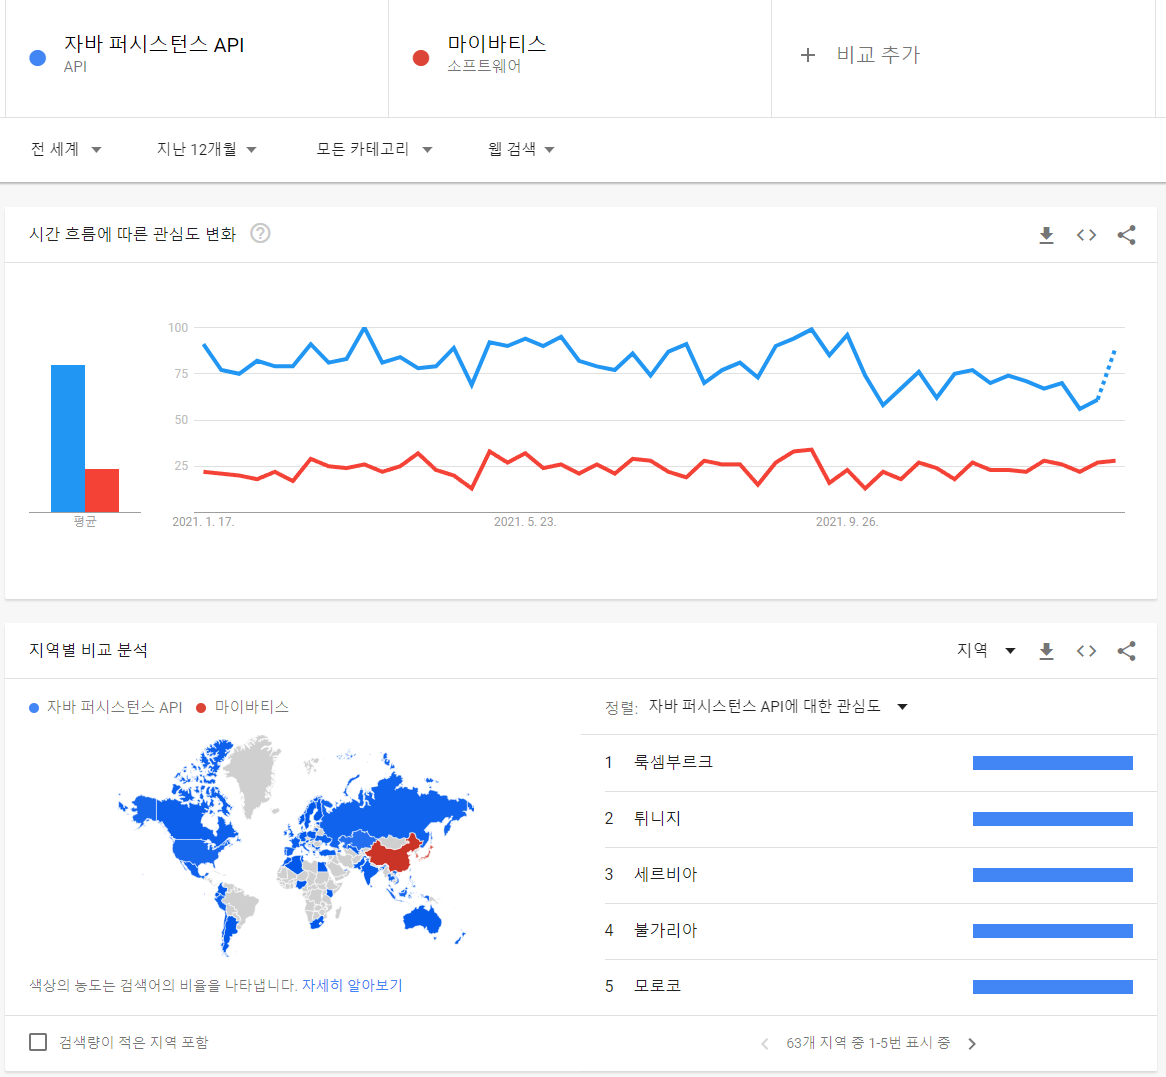 자바 퍼시스턴스 API
API
마이바티스
소프트웨어
+ 비교 추가
전 세계
지난 12개월
모든 카테고리
웹 검색
시간 흐름에 따른 관심도 변화
?
100
75
50
25
평균
2021. 1. 17.
2021. 5. 23.
2021. 9. 26.
지역별 비교 분석
지역
자바 퍼시스턴스 API
마이바티스
정렬: 자바 퍼시스턴스 API에 대한 관심도
1 룩셈부르크
2 튀니지
3 세르비아
4 불가리아
5 모로코
색상의 농도는 검색어의 비율을 나타냅니다. 자세히 알아보기
검색량이 적은 지역 포함
63개 지역 중 1-5번 표시 중